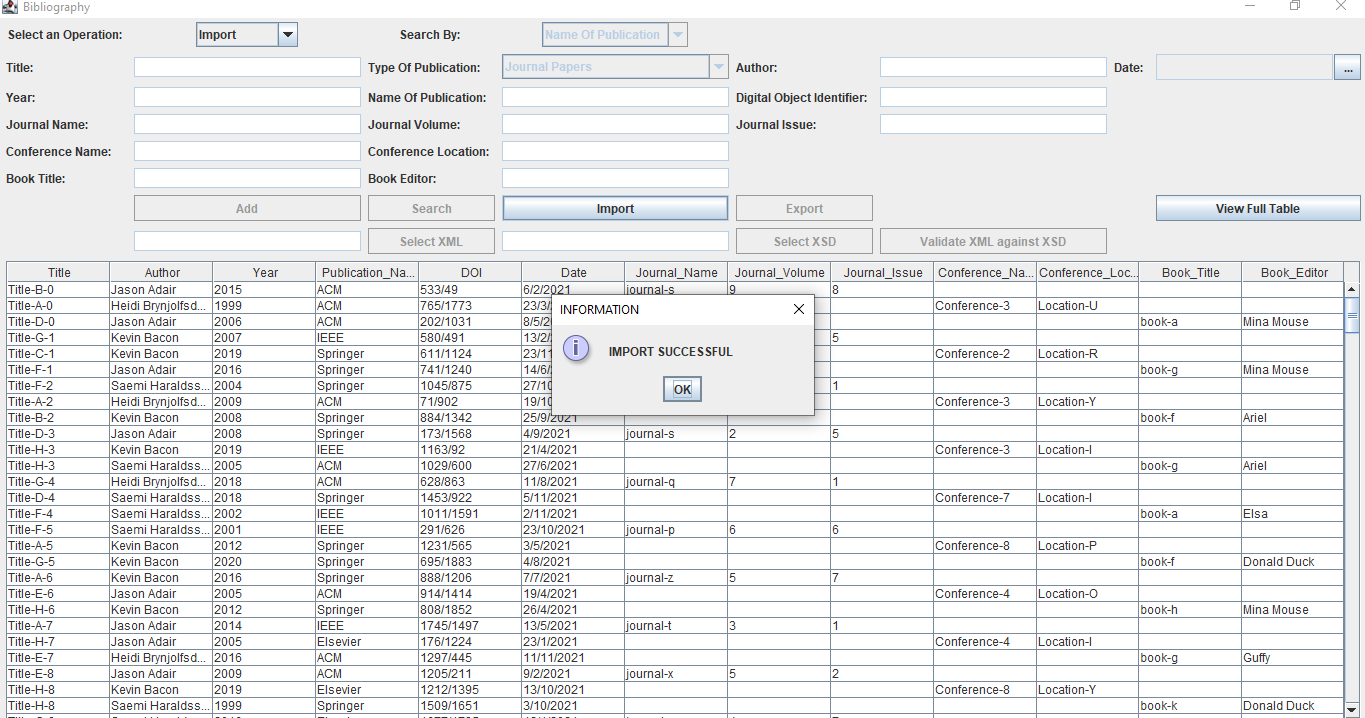 Bibliography
Select an Operation: Import Search By: Name Of Publication
Title: Type Of Publication: Journal Papers Author: Date: ...
Year: Name Of Publication: Digital Object Identifier:
Journal Name: Journal Volume: Journal Issue:
Conference Name: Conference Location:
Book Title: Book Editor:
Add Search Import Export View Full Table
Select XML Select XSD Validate XML against XSD
Title Author Year Publication_Na... DOI Date Journal_Name Journal_Volume Journal_Issue Conference_Na... Conference_Loc... Book_Title Book_Editor
Title-B-0 Jason Adair 2015 ACM 533/49 6/2/2021 journal-s 9 8
Title-A-0 Heidi Brynjolfsd... 1999 ACM 765/1773 23/3/ Conference-3 Location-U
Title-D-0 Jason Adair 2006 ACM 202/1031 8/5/20 book-a Mina Mouse
Title-G-1 Kevin Bacon 2007 IEEE 580/491 13/2/ 5
Title-C-1 Kevin Bacon 2019 Springer 611/1124 23/11 Conference-2 Location-R
Title-F-1 Jason Adair 2016 Springer 741/1240 14/6/ book-g Mina Mouse
Title-F-2 Saemi Haraldss... 2004 Springer 1045/875 27/10 1
Title-A-2 Heidi Brynjolfsd... 2009 ACM 71/902 19/10 Conference-3 Location-Y
Title-B-2 Kevin Bacon 2008 Springer 884/1342 25/9/2021 book-f Ariel
Title-D-3 Jason Adair 2008 Springer 173/1568 4/9/2021 journal-s 2 5
Title-H-3 Kevin Bacon 2019 IEEE 1163/92 21/4/2021 Conference-3 Location-I
Title-H-3 Saemi Haraldss... 2005 ACM 1029/600 27/6/2021 book-g Ariel
Title-G-4 Heidi Brynjolfsd... 2018 ACM 628/863 11/8/2021 journal-q 7 1
Title-D-4 Saemi Haraldss... 2018 Springer 1453/922 5/11/2021 Conference-7 Location-I
Title-F-4 Saemi Haraldss... 2002 IEEE 1011/1591 2/11/2021 book-a Elsa
Title-F-5 Saemi Haraldss... 2001 IEEE 291/626 23/10/2021 journal-p 6 6
Title-A-5 Kevin Bacon 2012 Springer 1231/565 3/5/2021 Conference-8 Location-P
Title-G-5 Kevin Bacon 2020 Springer 695/1883 4/8/2021 book-f Donald Duck
Title-A-6 Kevin Bacon 2016 Springer 888/1206 7/7/2021 journal-z 5 7
Title-E-6 Jason Adair 2005 ACM 914/1414 19/4/2021 Conference-4 Location-O
Title-H-6 Kevin Bacon 2012 Springer 808/1852 26/4/2021 book-h Mina Mouse
Title-A-7 Jason Adair 2014 IEEE 1745/1497 13/5/2021 journal-t 3 1
Title-H-7 Jason Adair 2005 Elsevier 176/1224 23/1/2021 Conference-4 Location-I
Title-E-7 Heidi Brynjolfsd... 2016 ACM 1297/445 11/11/2021 book-g Guffy
Title-E-8 Jason Adair 2009 ACM 1205/211 9/2/2021 journal-x 5 2
Title-H-8 Kevin Bacon 2019 Elsevier 1212/1395 13/10/2021 Conference-8 Location-Y
Title-H-8 Saemi Haraldss... 1999 Springer 1509/1651 3/10/2021 book-k Donald Duck
INFORMATION
IMPORT SUCCESSFUL
OK